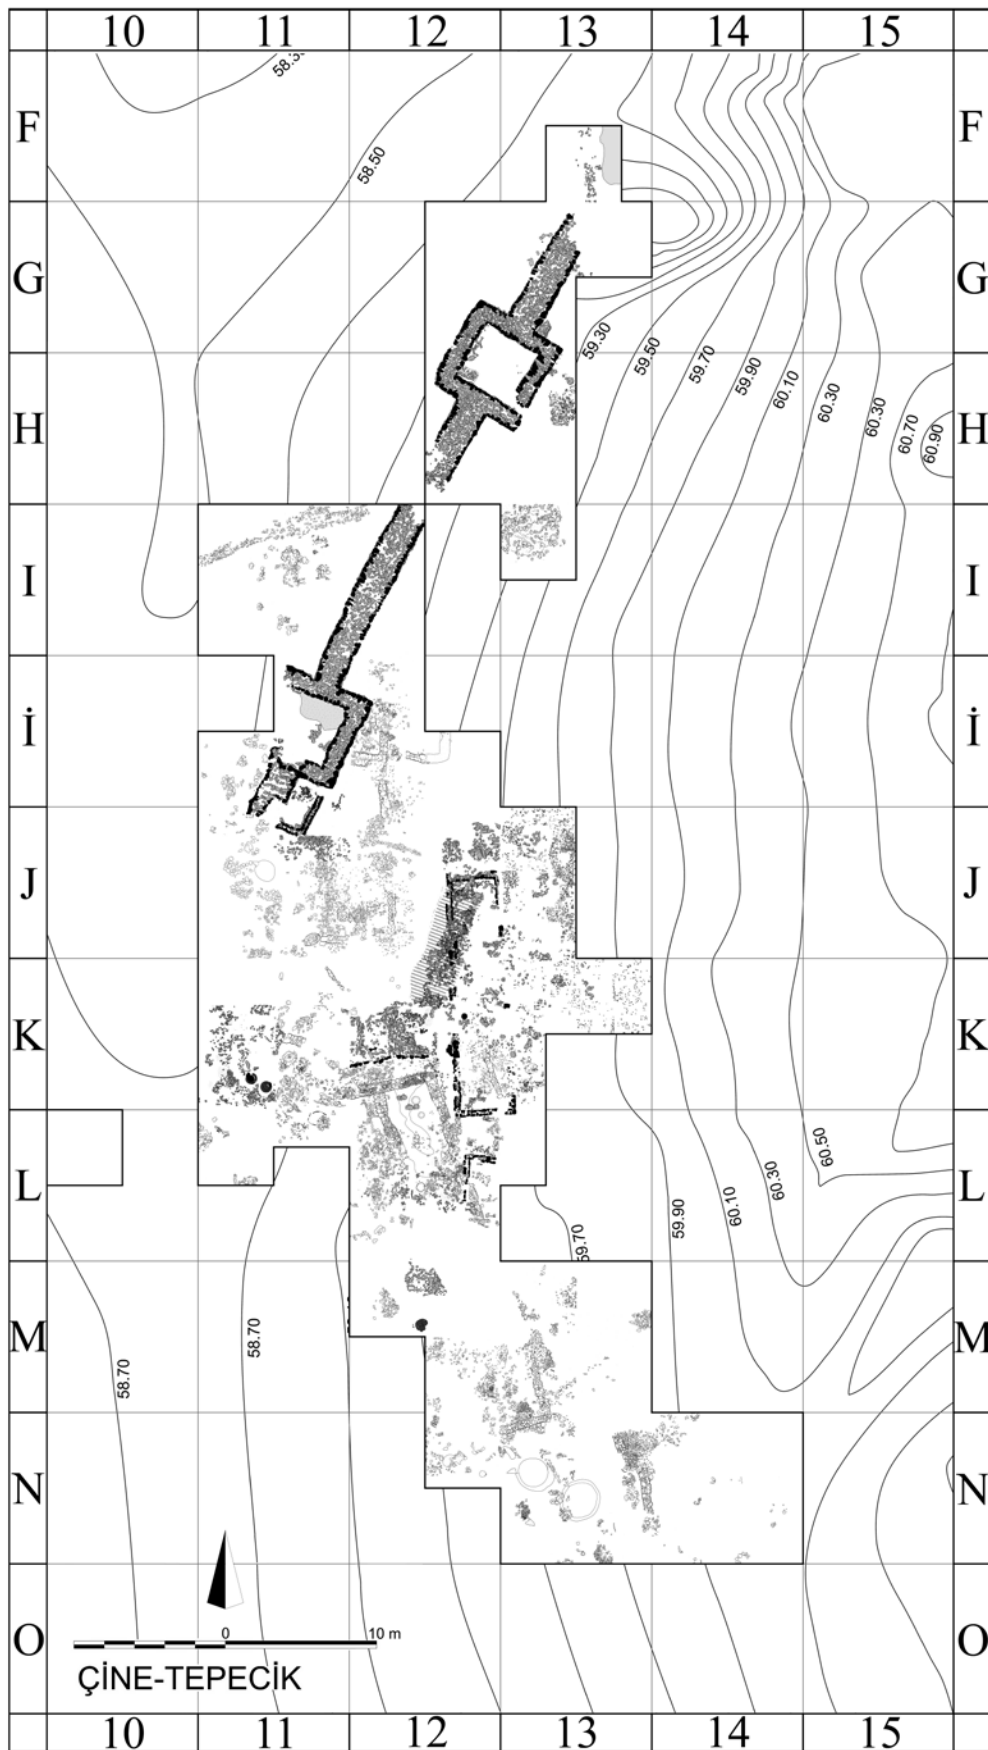 10 11 12 13 14 15
F F
58.50
G G
59.30
59.50
59.70
59.90
60.10
60.30
60.30
60.70
60.90
H H
I I
İ İ
J J
K K
L L
60.50
60.30
60.10
59.90
59.70
M M
58.70
58.70
N N
O O
0 10 m
ÇİNE-TEPECİK
10 11 12 13 14 15